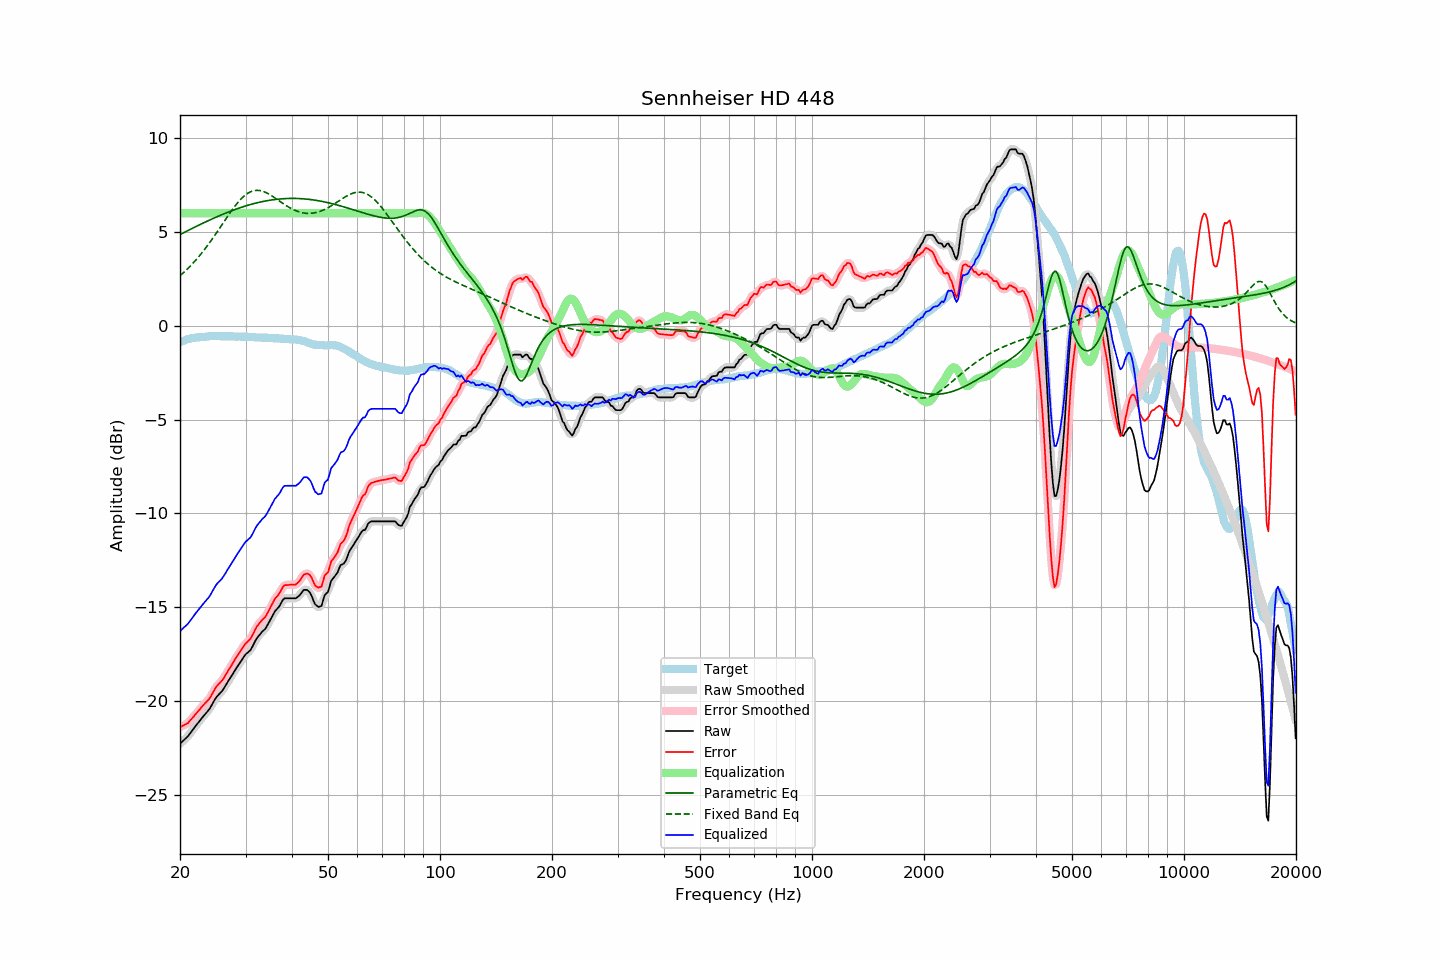 Sennheiser HD 448
10
5
0
−5
−10
−15
−20
−25
Amplitude (dBr)
Target
Raw Smoothed
Error Smoothed
Raw
Error
Equalization
Parametric Eq
Fixed Band Eq
Equalized
20 50 100 200 500 1000 2000 5000 10000 20000
Frequency (Hz)